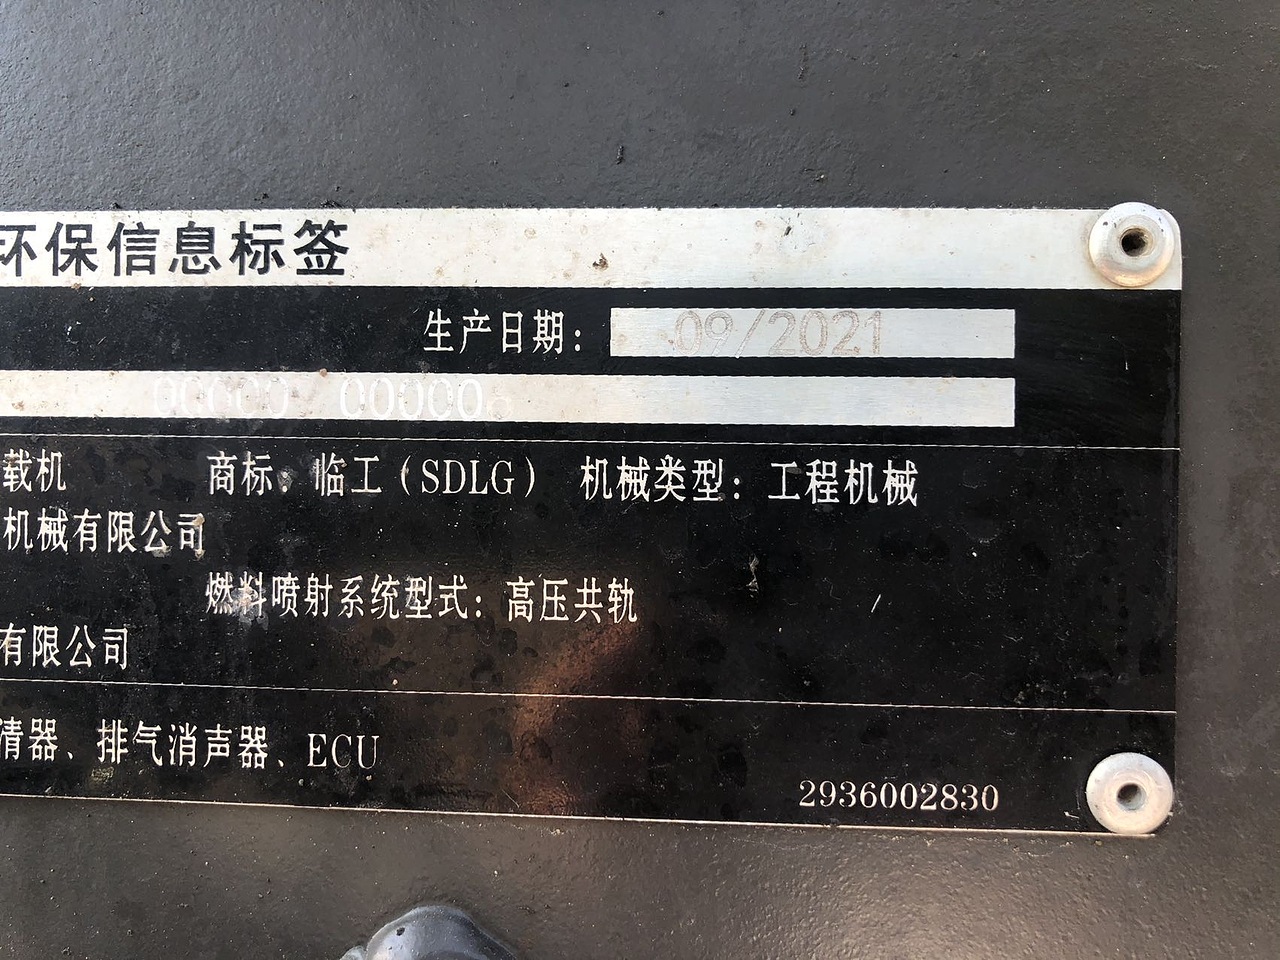 环保信息标签
生产日期：09/2021
载机 商标：临工（SDLG） 机械类型：工程机械
机械有限公司
燃料喷射系统型式：高压共轨
有限公司
清器、排气消声器、ECU
2936002830